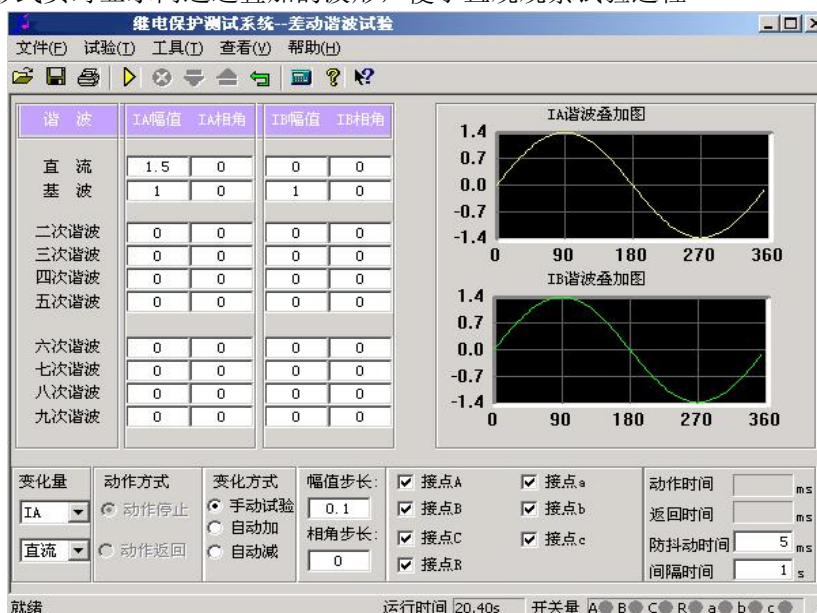 继电保护测试系统--差动谐波试验
文件(F) 试验(T) 工具(T) 查看(V) 帮助(H)
谐 波 IA幅值 IA相角 IB幅值 IB相角
直 流 1.5 0 0 0
基 波 1 0 1 0
二次谐波 0 0 0 0
三次谐波 0 0 0 0
四次谐波 0 0 0 0
五次谐波 0 0 0 0
六次谐波 0 0 0 0
七次谐波 0 0 0 0
八次谐波 0 0 0 0
九次谐波 0 0 0 0
IA谐波叠加图
1.4
0.7
0.0
-0.7
-1.4
0 90 180 270 360
IB谐波叠加图
1.4
0.7
0.0
-0.7
-1.4
0 90 180 270 360
变化量
IA
直流
动作方式
动作停止
动作返回
变化方式
手动试验
自动加
自动减
幅值步长:
0.1
相角步长:
0
接点A 接点a
接点B 接点b
接点C 接点c
接点R
动作时间 ms
返回时间 ms
防抖动时间 5 ms
间隔时间 1 s
就绪 运行时间 20.40s 开关量 A B C R a b c